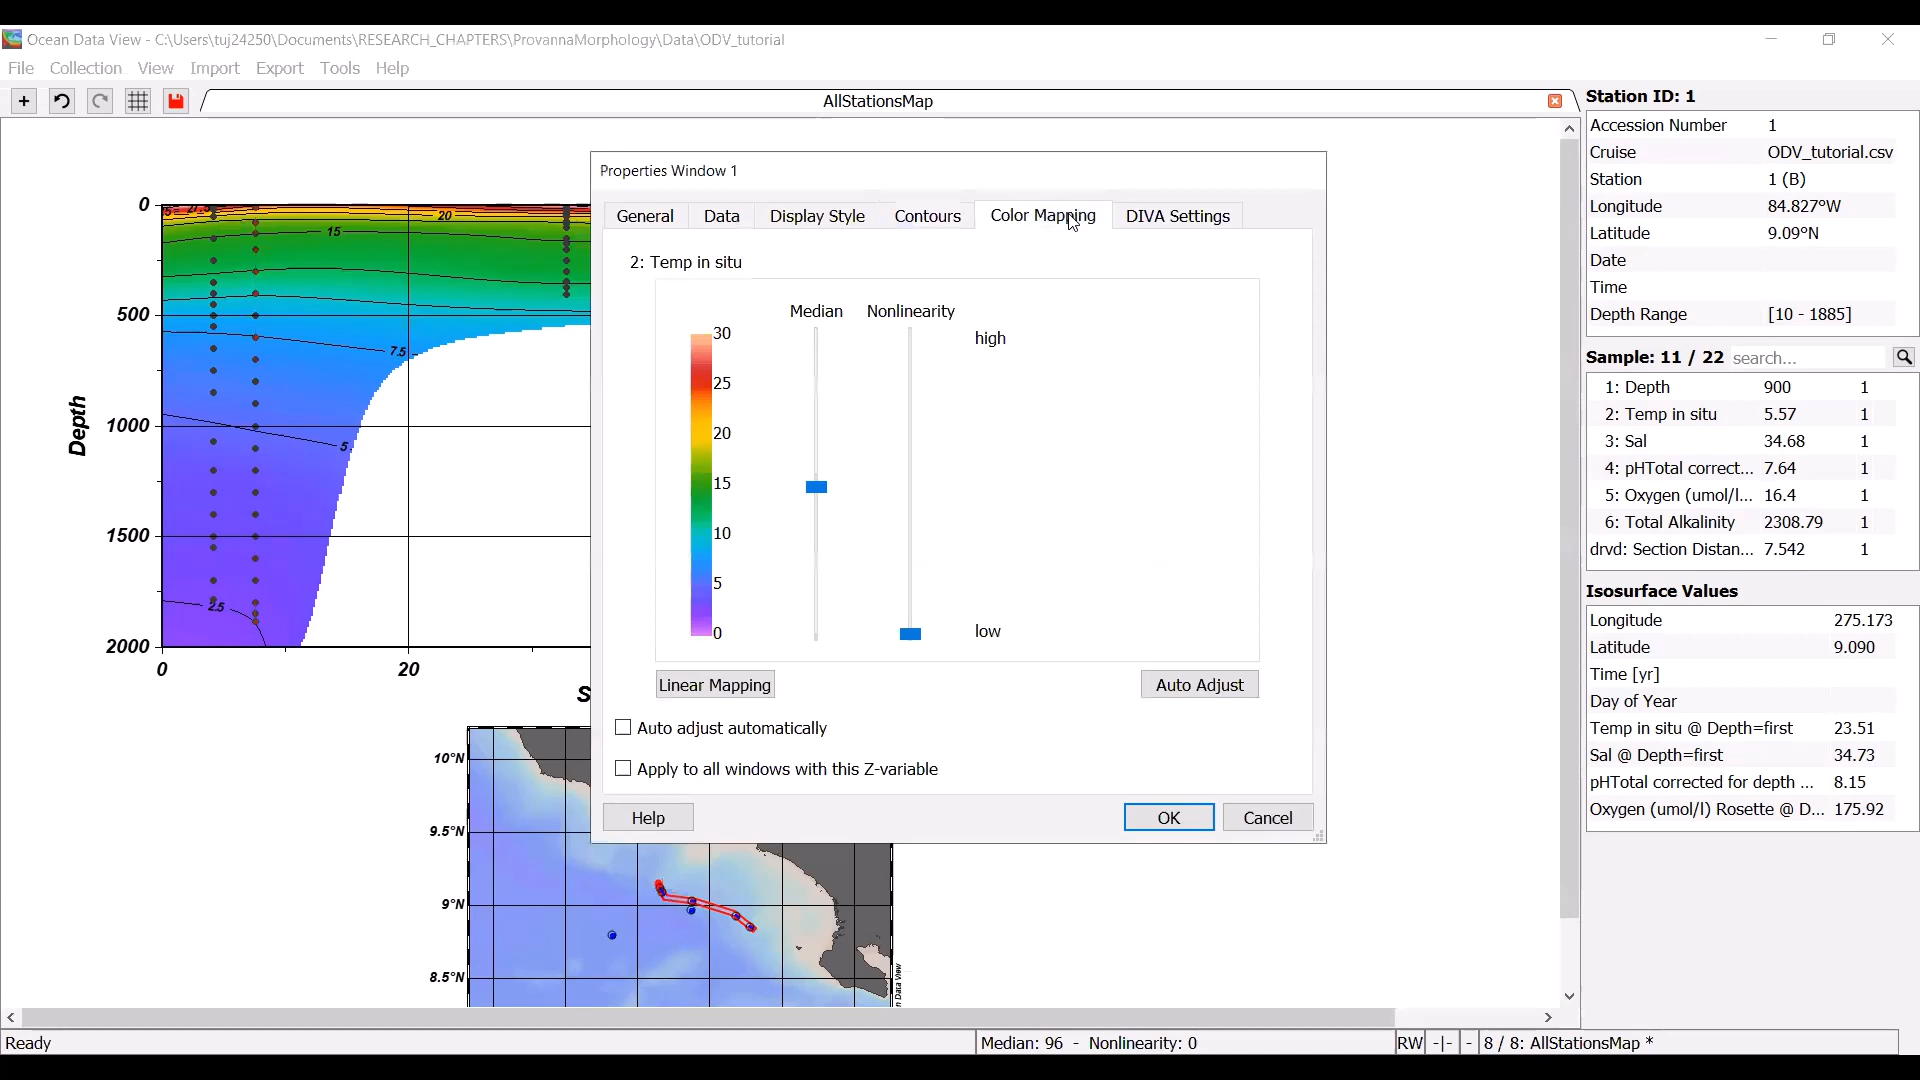 Ocean Data View - C:\Users\tuj24250\Documents\RESEARCH_CHAPTERS\ProvannaMorphology\Data\ODV_tutorial
File Collection View Import Export Tools Help
AllStationsMap
Station ID: 1
Accession Number 1
Cruise ODV_tutorial.csv
Station 1 (B)
Longitude 84.827°W
Latitude 9.09°N
Date
Time
Depth Range [10 - 1885]
Sample: 11 / 22 search...
1: Depth 900 1
2: Temp in situ 5.57 1
3: Sal 34.68 1
4: pHTotal correct... 7.64 1
5: Oxygen (umol/l... 16.4 1
6: Total Alkalinity 2308.79 1
drvd: Section Distan... 7.542 1
Isosurface Values
Longitude 275.173
Latitude 9.090
Time [yr]
Day of Year
Temp in situ @ Depth=first 23.51
Sal @ Depth=first 34.73
pHTotal corrected for depth ... 8.15
Oxygen (umol/l) Rosette @ D... 175.92
Properties Window 1
General Data Display Style Contours Color Mapping DIVA Settings
2: Temp in situ
Median Nonlinearity
high
30
25
20
15
10
5
0
low
Linear Mapping Auto Adjust
Auto adjust automatically
Apply to all windows with this Z-variable
Help OK Cancel
Depth
0
500
1000
1500
2000
0 20
S
20
15
7.5
5
2.5
10°N
9.5°N
9°N
8.5°N
n Data View
Ready Median: 96 - Nonlinearity: 0 RW -|- - 8 / 8: AllStationsMap *